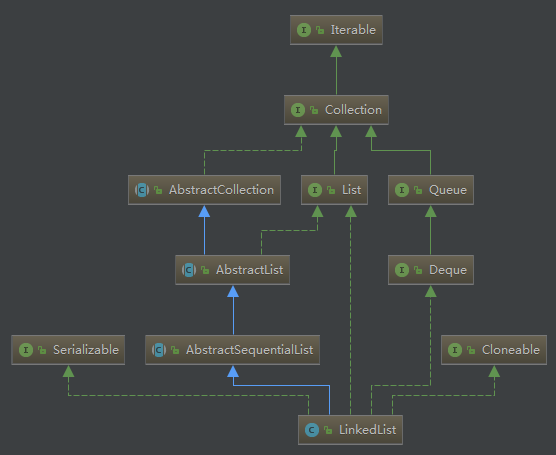 I Iterable
I Collection
C AbstractCollection
I List
I Queue
C AbstractList
I Deque
I Serializable
C AbstractSequentialList
I Cloneable
C LinkedList